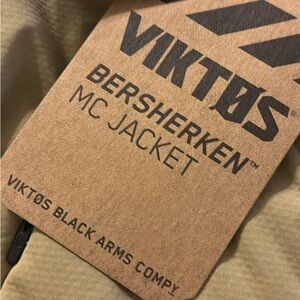 VIKTØS
BERSHERKEN™
MC JACKET
VIKTØS BLACK ARMS COMPY